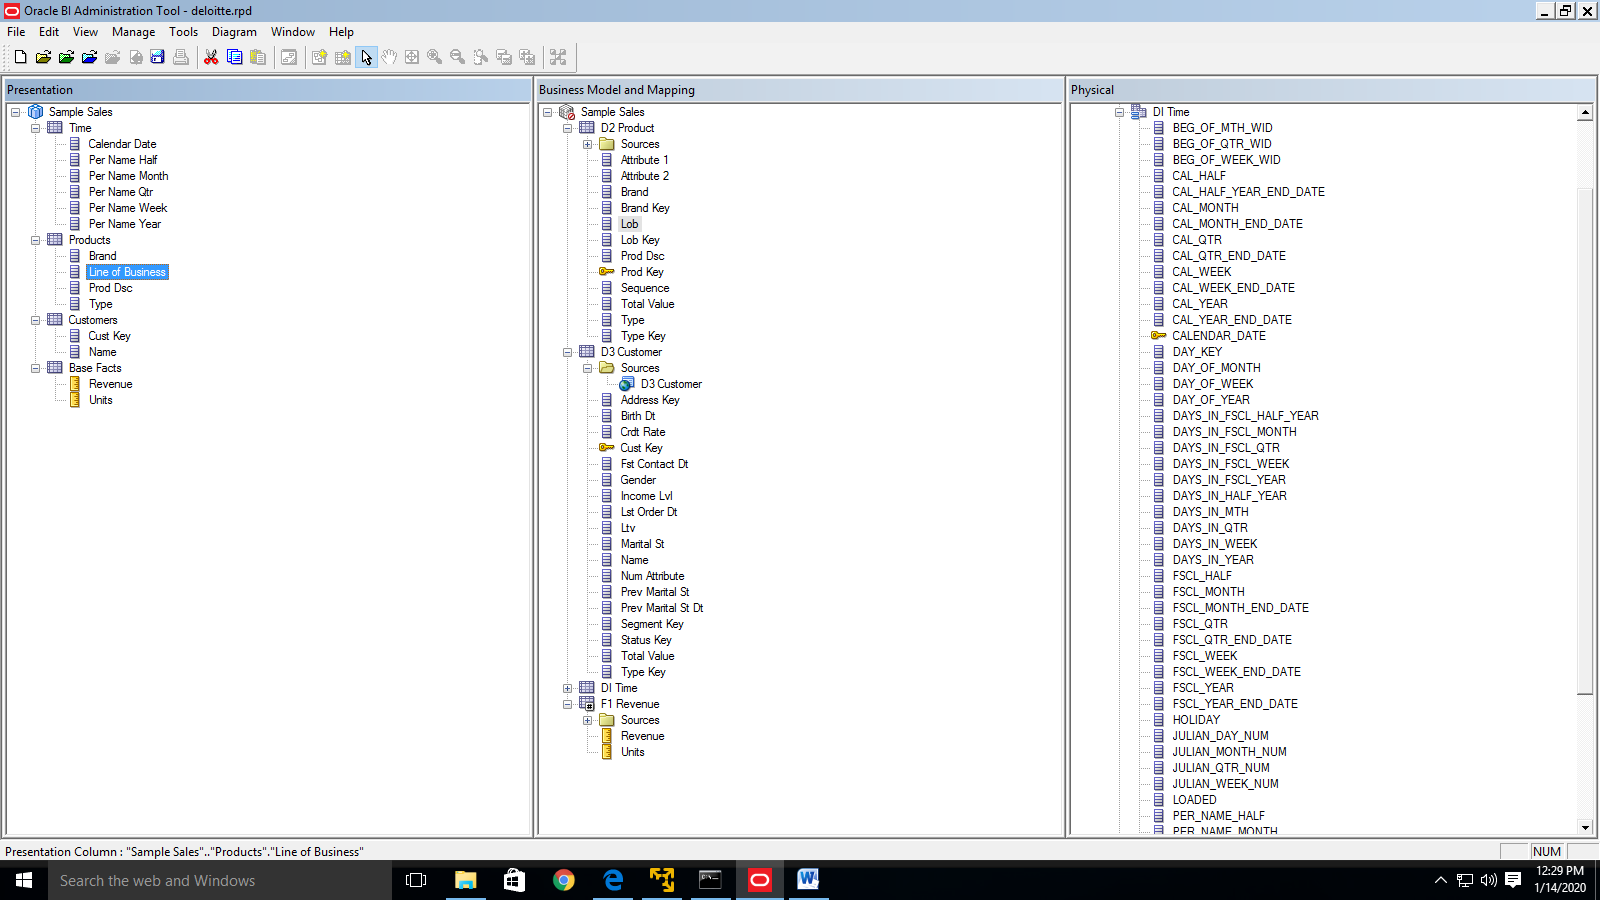 Oracle BI Administration Tool - deloitte.rpd
File Edit View Manage Tools Diagram Window Help
Presentation
Sample Sales
Time
Calendar Date
Per Name Half
Per Name Month
Per Name Qtr
Per Name Week
Per Name Year
Products
Brand
Line of Business
Prod Dsc
Type
Customers
Cust Key
Name
Base Facts
Revenue
Units
Business Model and Mapping
Sample Sales
D2 Product
Sources
Attribute 1
Attribute 2
Brand
Brand Key
Lob
Lob Key
Prod Dsc
Prod Key
Sequence
Total Value
Type
Type Key
D3 Customer
Sources
D3 Customer
Address Key
Birth Dt
Crdt Rate
Cust Key
Fst Contact Dt
Gender
Income Lvl
Lst Order Dt
Ltv
Marital St
Name
Num Attribute
Prev Marital St
Prev Marital St Dt
Segment Key
Status Key
Total Value
Type Key
DI Time
F1 Revenue
Sources
Revenue
Units
Physical
DI Time
BEG_OF_MTH_WID
BEG_OF_QTR_WID
BEG_OF_WEEK_WID
CAL_HALF
CAL_HALF_YEAR_END_DATE
CAL_MONTH
CAL_MONTH_END_DATE
CAL_QTR
CAL_QTR_END_DATE
CAL_WEEK
CAL_WEEK_END_DATE
CAL_YEAR
CAL_YEAR_END_DATE
CALENDAR_DATE
DAY_KEY
DAY_OF_MONTH
DAY_OF_WEEK
DAY_OF_YEAR
DAYS_IN_FSCL_HALF_YEAR
DAYS_IN_FSCL_MONTH
DAYS_IN_FSCL_QTR
DAYS_IN_FSCL_WEEK
DAYS_IN_FSCL_YEAR
DAYS_IN_HALF_YEAR
DAYS_IN_MTH
DAYS_IN_QTR
DAYS_IN_WEEK
DAYS_IN_YEAR
FSCL_HALF
FSCL_MONTH
FSCL_MONTH_END_DATE
FSCL_QTR
FSCL_QTR_END_DATE
FSCL_WEEK
FSCL_WEEK_END_DATE
FSCL_YEAR
FSCL_YEAR_END_DATE
HOLIDAY
JULIAN_DAY_NUM
JULIAN_MONTH_NUM
JULIAN_QTR_NUM
JULIAN_WEEK_NUM
LOADED
PER_NAME_HALF
PER_NAME_MONTH
Presentation Column : "Sample Sales".."Products"."Line of Business"
NUM
Search the web and Windows
12:29 PM
1/14/2020